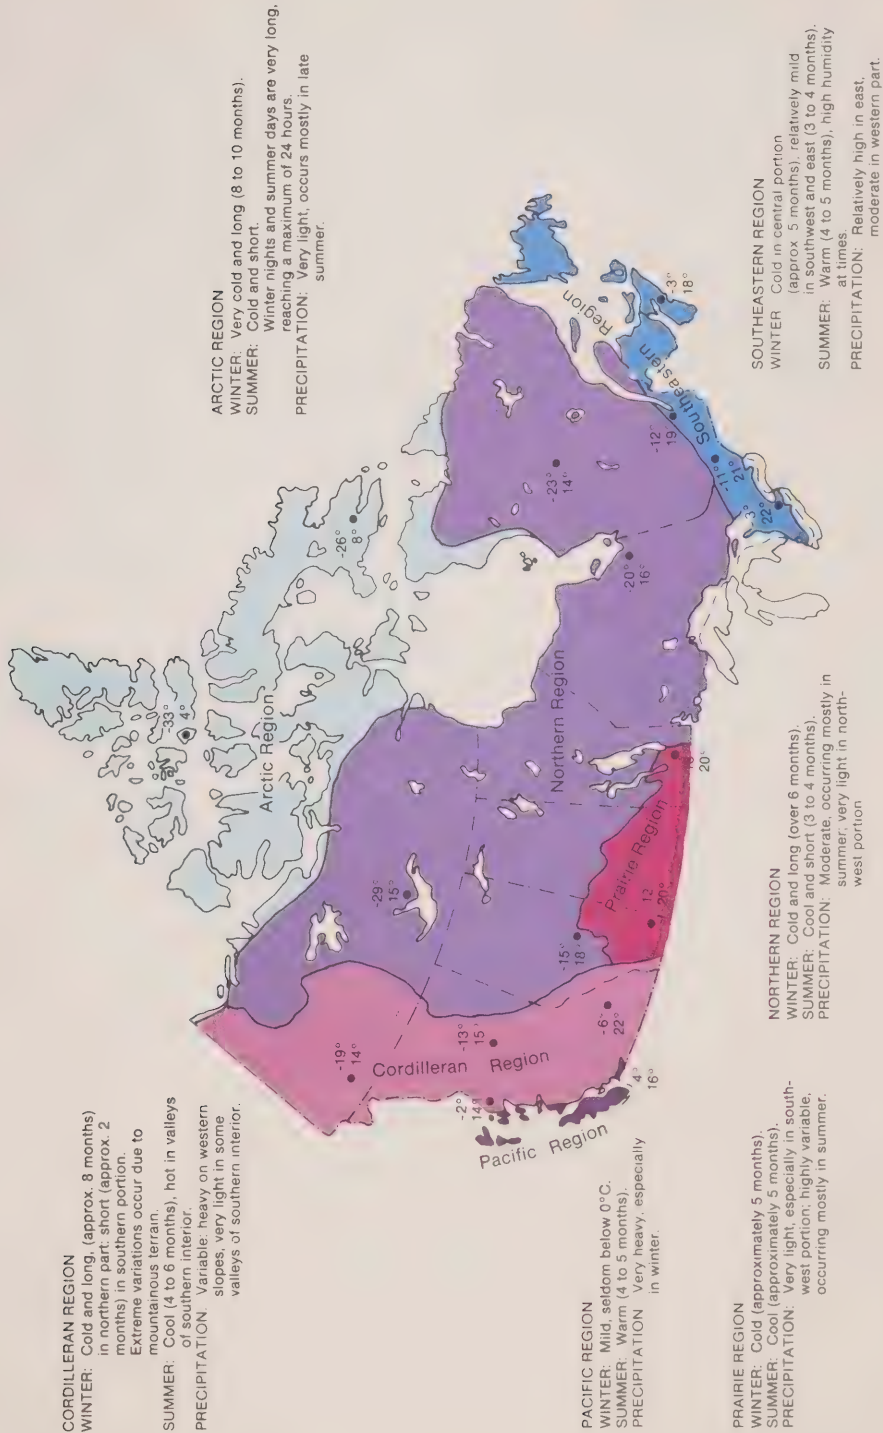 CORDILLERAN REGION
WINTER: Cold and long, (approx. 8 months)
in northern part; short (approx. 2
months) in southern portion.
Extreme variations occur due to
mountainous terrain.
SUMMER: Cool (4 to 6 months), hot in valleys
of southern interior.
PRECIPITATION: Variable: heavy on western
slopes, very light in some
valleys of southern interior.
ARCTIC REGION
WINTER: Very cold and long (8 to 10 months).
SUMMER: Cold and short.
Winter nights and summer days are very long,
reaching a maximum of 24 hours.
PRECIPITATION: Very light, occurs mostly in late
summer.
-33°
4°
Arctic Region
-26°
8°
-19°
14°
-29°
15°
-13°
15°
Cordilleran Region
-2°
14°
Pacific Region
4°
16°
-6°
22°
-15°
18°
Prairie Region
12
20°
18°
20°
Northern Region
-20°
16°
-23°
14°
-12°
19
-11°
21°
3°
22°
-3°
18°
Southeastern Region
PACIFIC REGION
WINTER: Mild, seldom below 0°C.
SUMMER: Warm (4 to 5 months).
PRECIPITATION Very heavy, especially
in winter.
PRAIRIE REGION
WINTER: Cold (approximately 5 months).
SUMMER: Cool (approximately 5 months).
PRECIPITATION: Very light, especially in south-
west portion; highly variable,
occurring mostly in summer.
NORTHERN REGION
WINTER: Cold and long (over 6 months).
SUMMER: Cool and short (3 to 4 months).
PRECIPITATION: Moderate, occurring mostly in
summer; very light in north-
west portion
SOUTHEASTERN REGION
WINTER Cold in central portion
(approx 5 months), relatively mild
in southwest and east (3 to 4 months).
SUMMER: Warm (4 to 5 months), high humidity
at times.
PRECIPITATION: Relatively high in east,
moderate in western part.